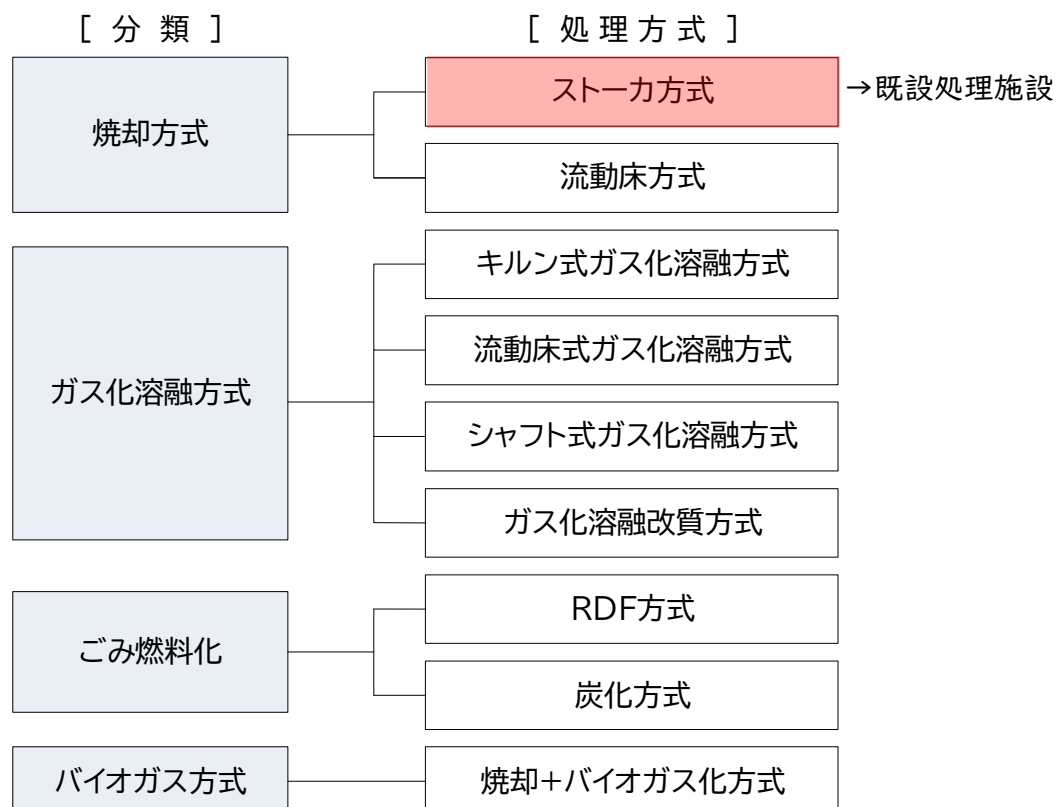 [ 分 類 ]
[ 処 理 方 式 ]
焼却方式
ストーカ方式
→既設処理施設
流動床方式
ガス化溶融方式
キルン式ガス化溶融方式
流動床式ガス化溶融方式
シャフト式ガス化溶融方式
ガス化溶融改質方式
ごみ燃料化
RDF方式
炭化方式
バイオガス方式
焼却+バイオガス化方式